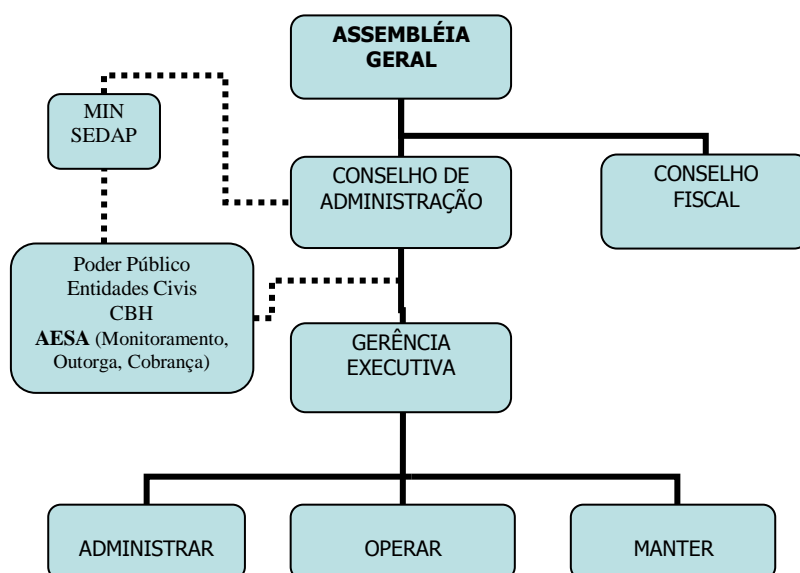 ASSEMBLÉIA
GERAL
MIN
SEDAP
CONSELHO DE
ADMINISTRAÇÃO
CONSELHO
FISCAL
Poder Público
Entidades Civis
CBH
AESA (Monitoramento,
Outorga, Cobrança)
GERÊNCIA
EXECUTIVA
ADMINISTRAR
OPERAR
MANTER